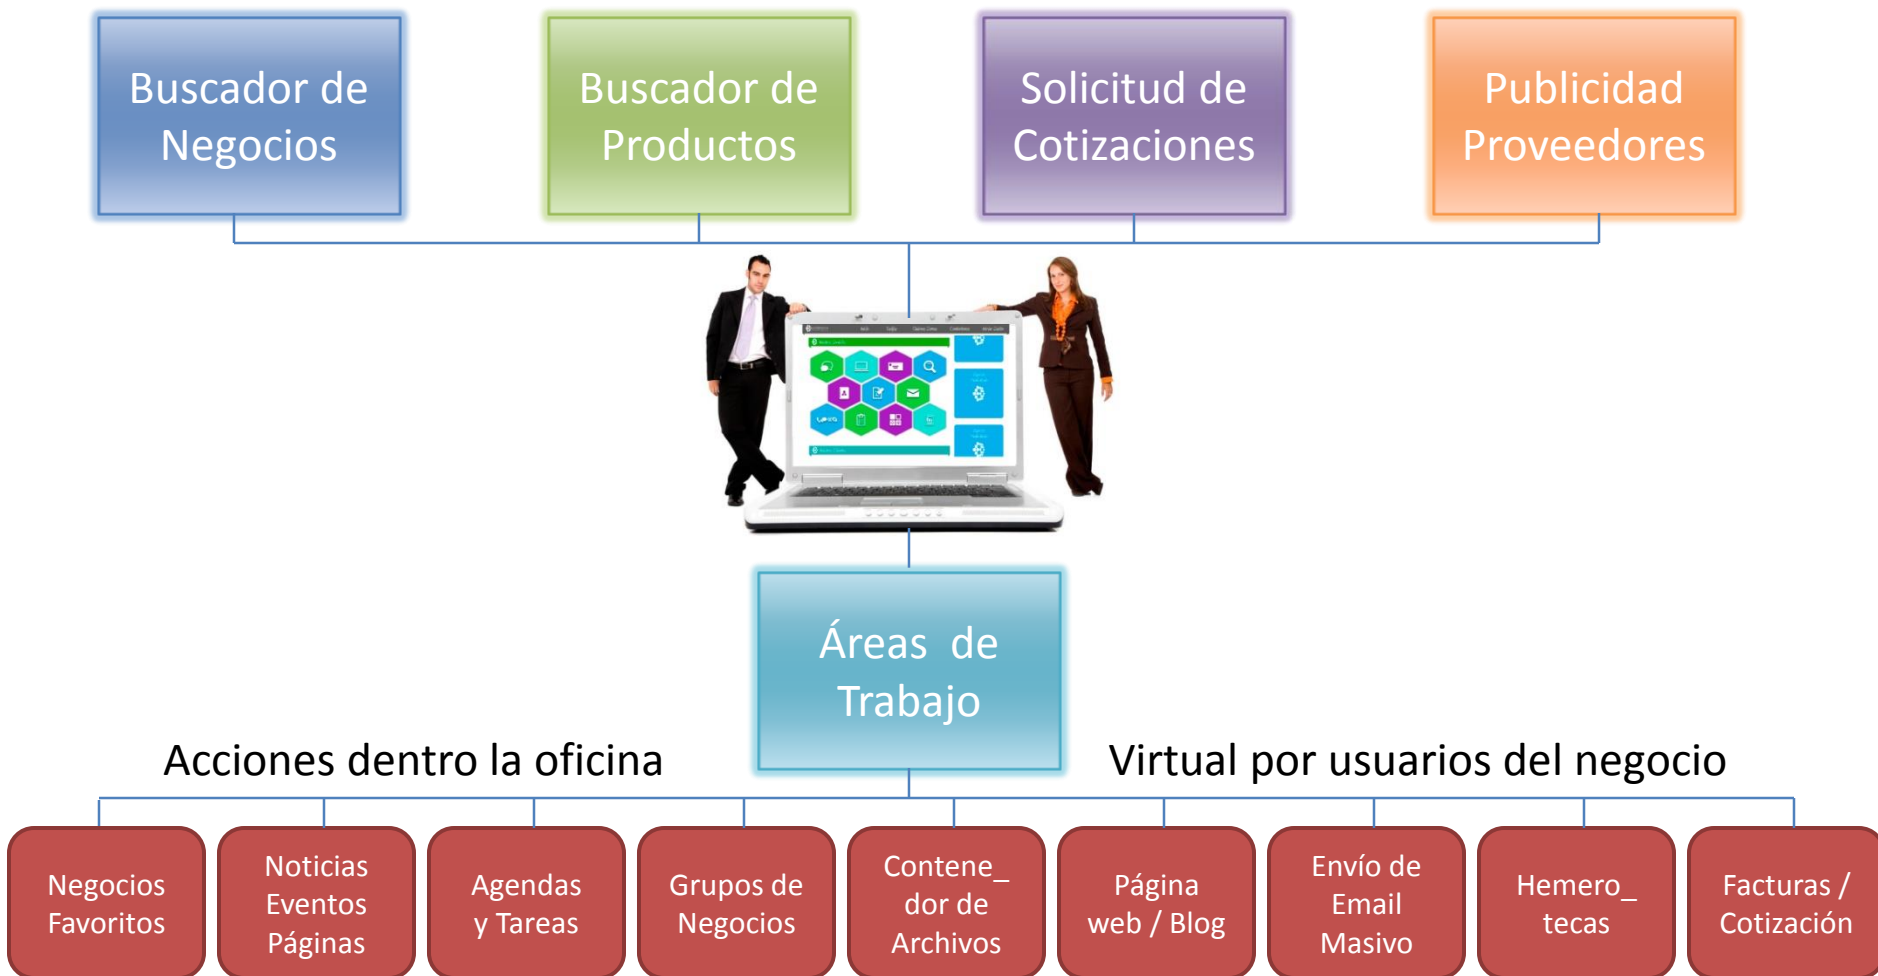 Buscador de
Negocios
Buscador de
Productos
Solicitud de
Cotizaciones
Publicidad
Proveedores
Áreas de
Trabajo
Acciones dentro la oficina
Virtual por usuarios del negocio
Negocios
Favoritos
Noticias
Eventos
Páginas
Agendas
y Tareas
Grupos de
Negocios
Contene_
dor de
Archivos
Página
web / Blog
Envío de
Email
Masivo
Hemero_
tecas
Facturas /
Cotización